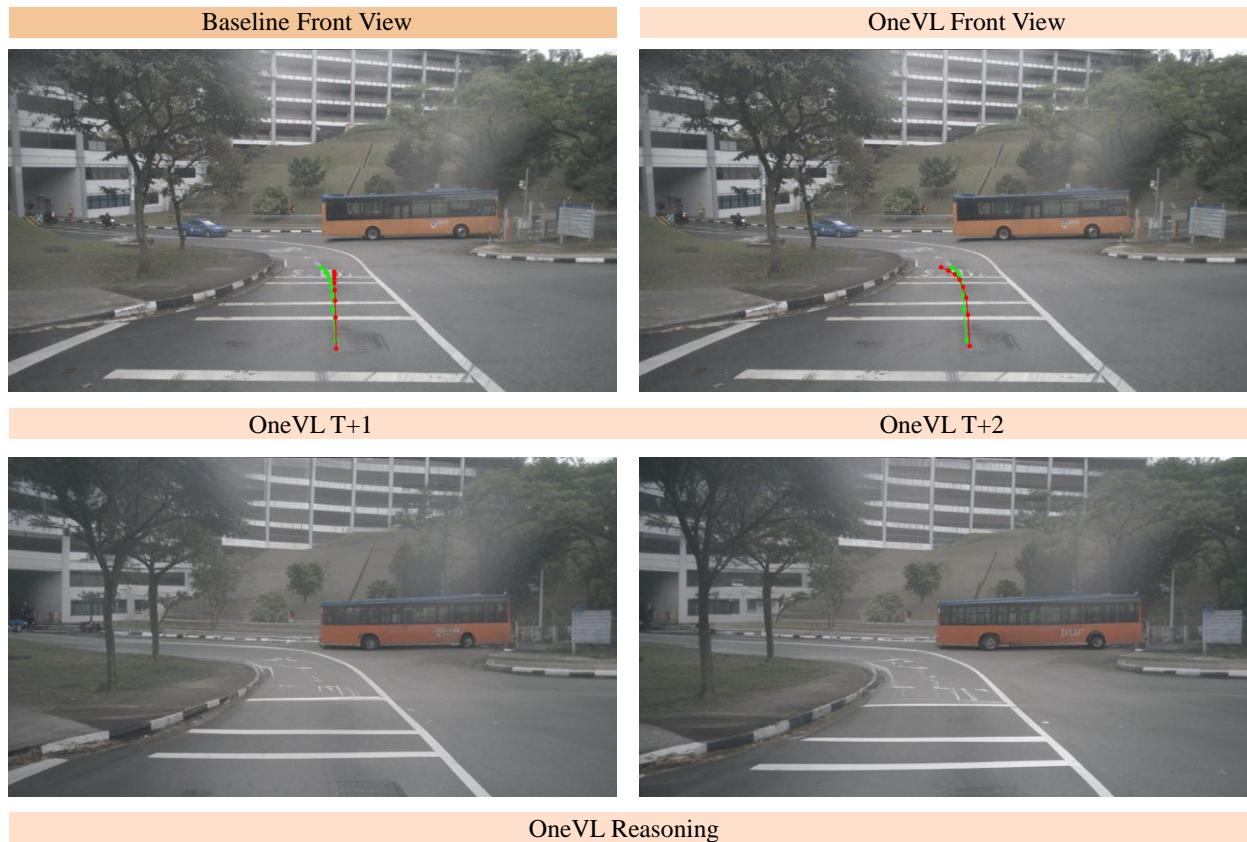 Baseline Front View
OneVL Front View
OneVL T+1
OneVL T+2
OneVL Reasoning